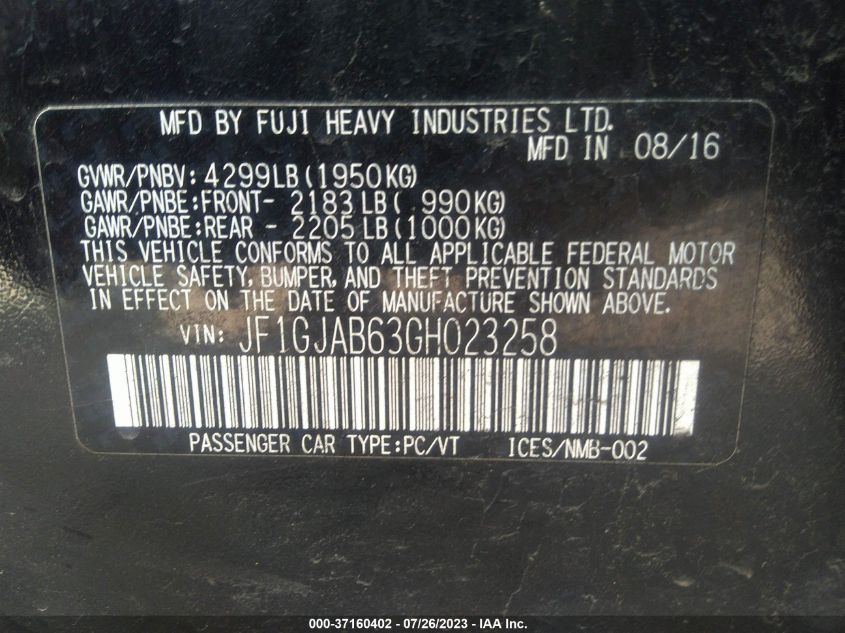 MFD BY FUJI HEAVY INDUSTRIES LTD.
MFD IN 08/16
GVWR/PNBV: 4299LB(1950KG)
GAWR/PNBE:FRONT- 2183LB( 990KG)
GAWR/PNBE:REAR - 2205LB(1000KG)
THIS VEHICLE CONFORMS TO ALL APPLICABLE FEDERAL MOTOR
VEHICLE SAFETY, BUMPER, AND THEFT PREVENTION STANDARDS
IN EFFECT ON THE DATE OF MANUFACTURE SHOWN ABOVE.
VIN: JF1GJAB63GH023258
PASSENGER CAR TYPE:PC/VT ICES/NMB-002
000-37160402 - 07/26/2023 - Copyright IAA, Inc.